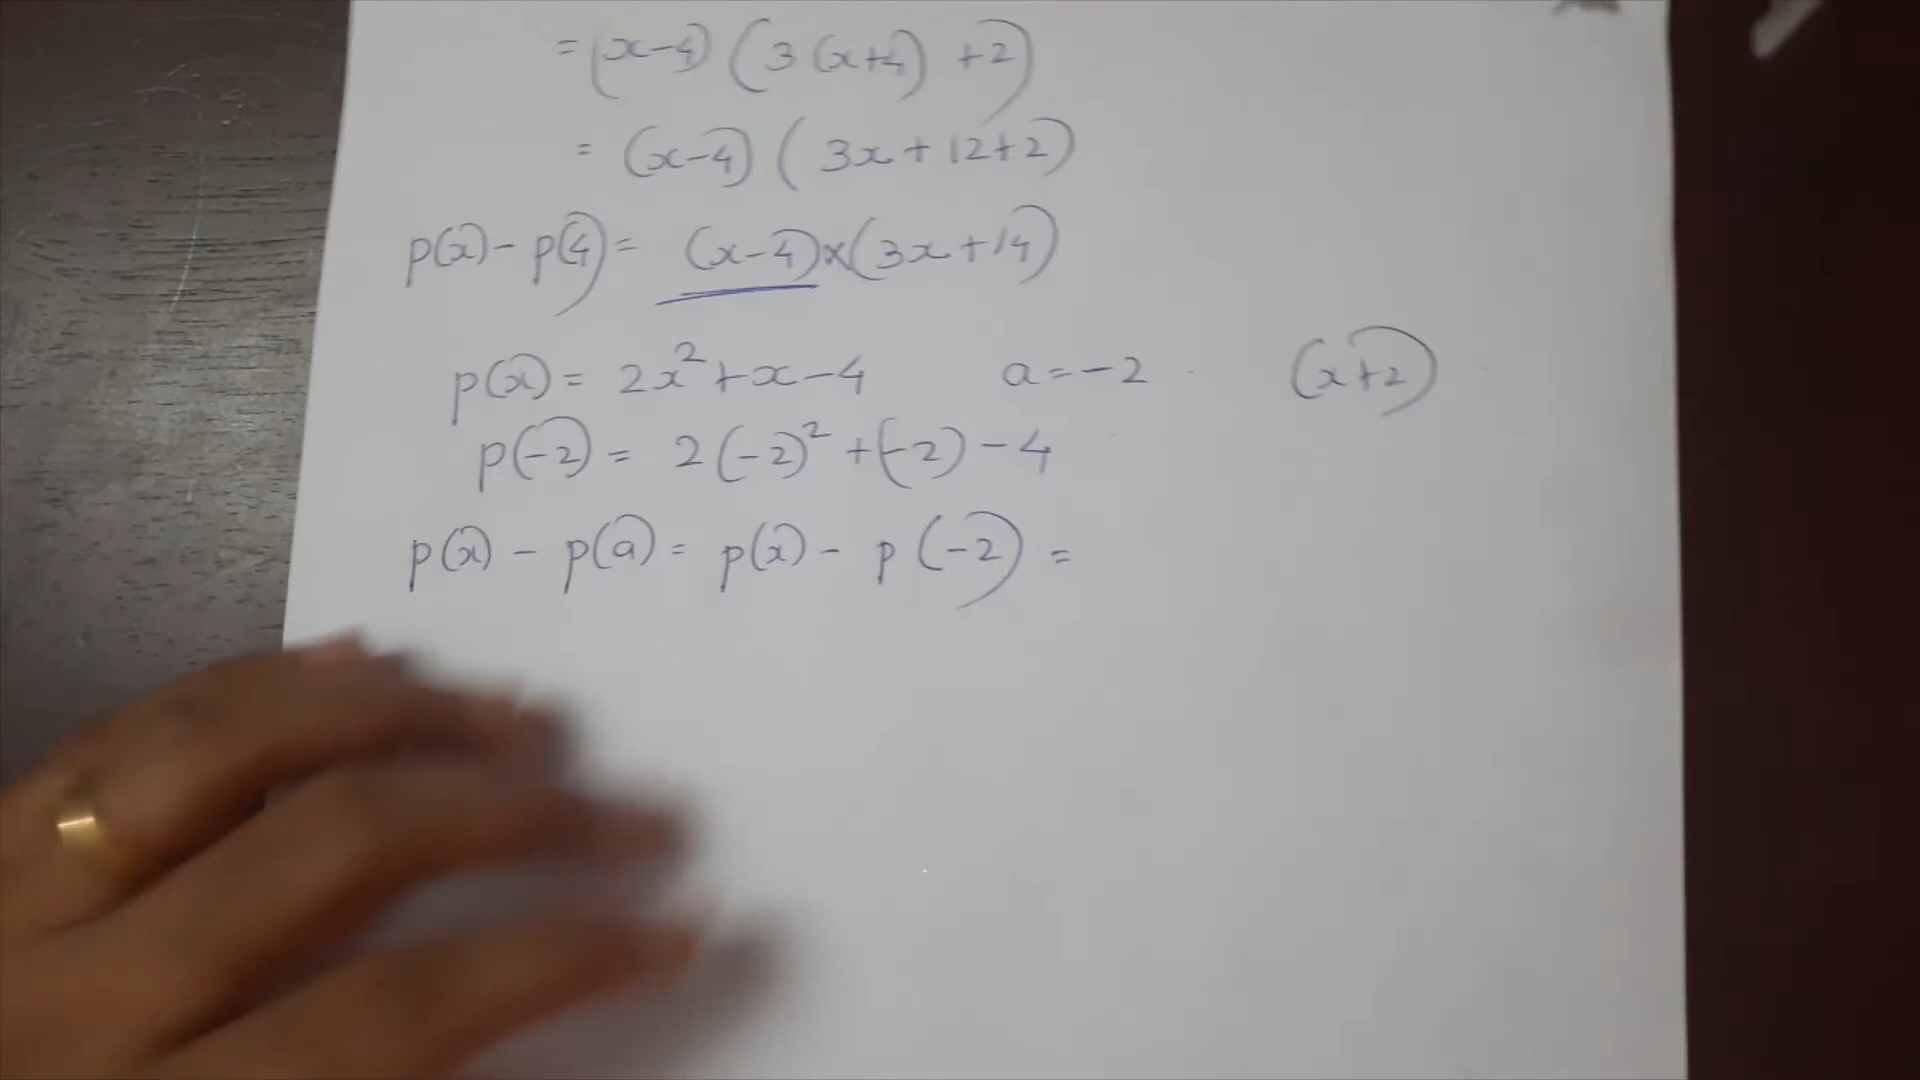 = (x-4) (3(x+4) +2)
= (x-4) (3x+12+2)
p(x) - p(4) = (x-4)×(3x+14)
p(x) = 2x²+x-4 a=-2 (x+2)
p(-2) = 2(-2)² +(-2) -4
p(x) - p(a) = p(x) - p(-2) =